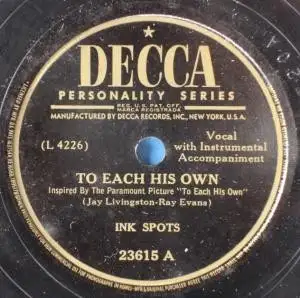 DECCA
PERSONALITY SERIES
REG. U.S. PAT. OFF.
MARCA REGISTRADA
MANUFACTURED BY DECCA RECORDS, INC., NEW YORK, U.S.A.
(L 4226)
Vocal
with Instrumental
Accompaniment
TO EACH HIS OWN
Inspired By The Paramount Picture "To Each His Own"
(Jay Livingston-Ray Evans)
INK SPOTS
23615 A